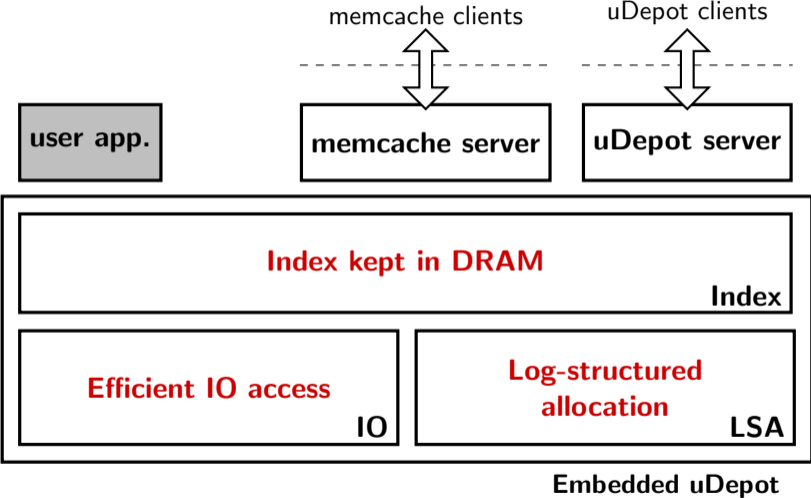 memcache clients
uDepot clients
user app.
memcache server
uDepot server
Index kept in DRAM
Index
Efficient IO access
IO
Log-structured
allocation
LSA
Embedded uDepot